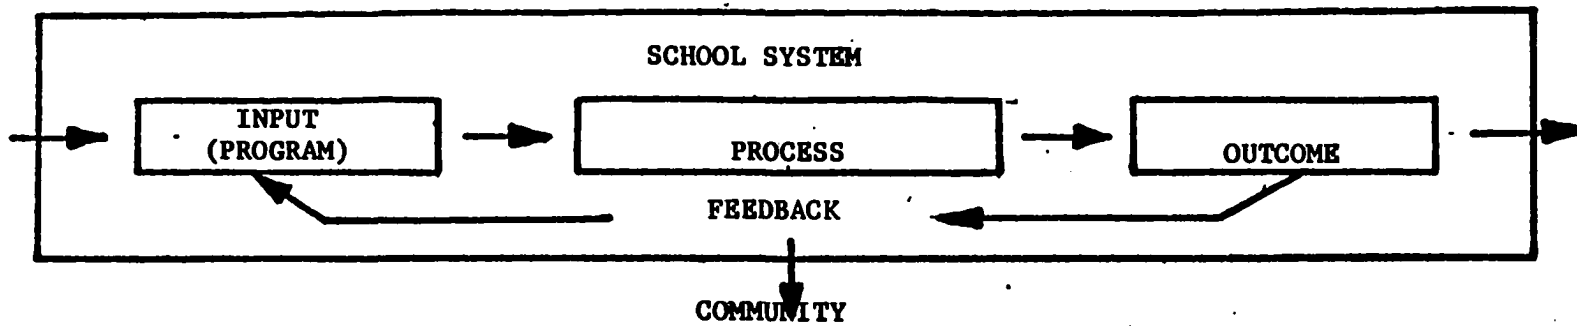 SCHOOL SYSTEM
INPUT
(PROGRAM)
PROCESS
OUTCOME
FEEDBACK
COMMUNITY